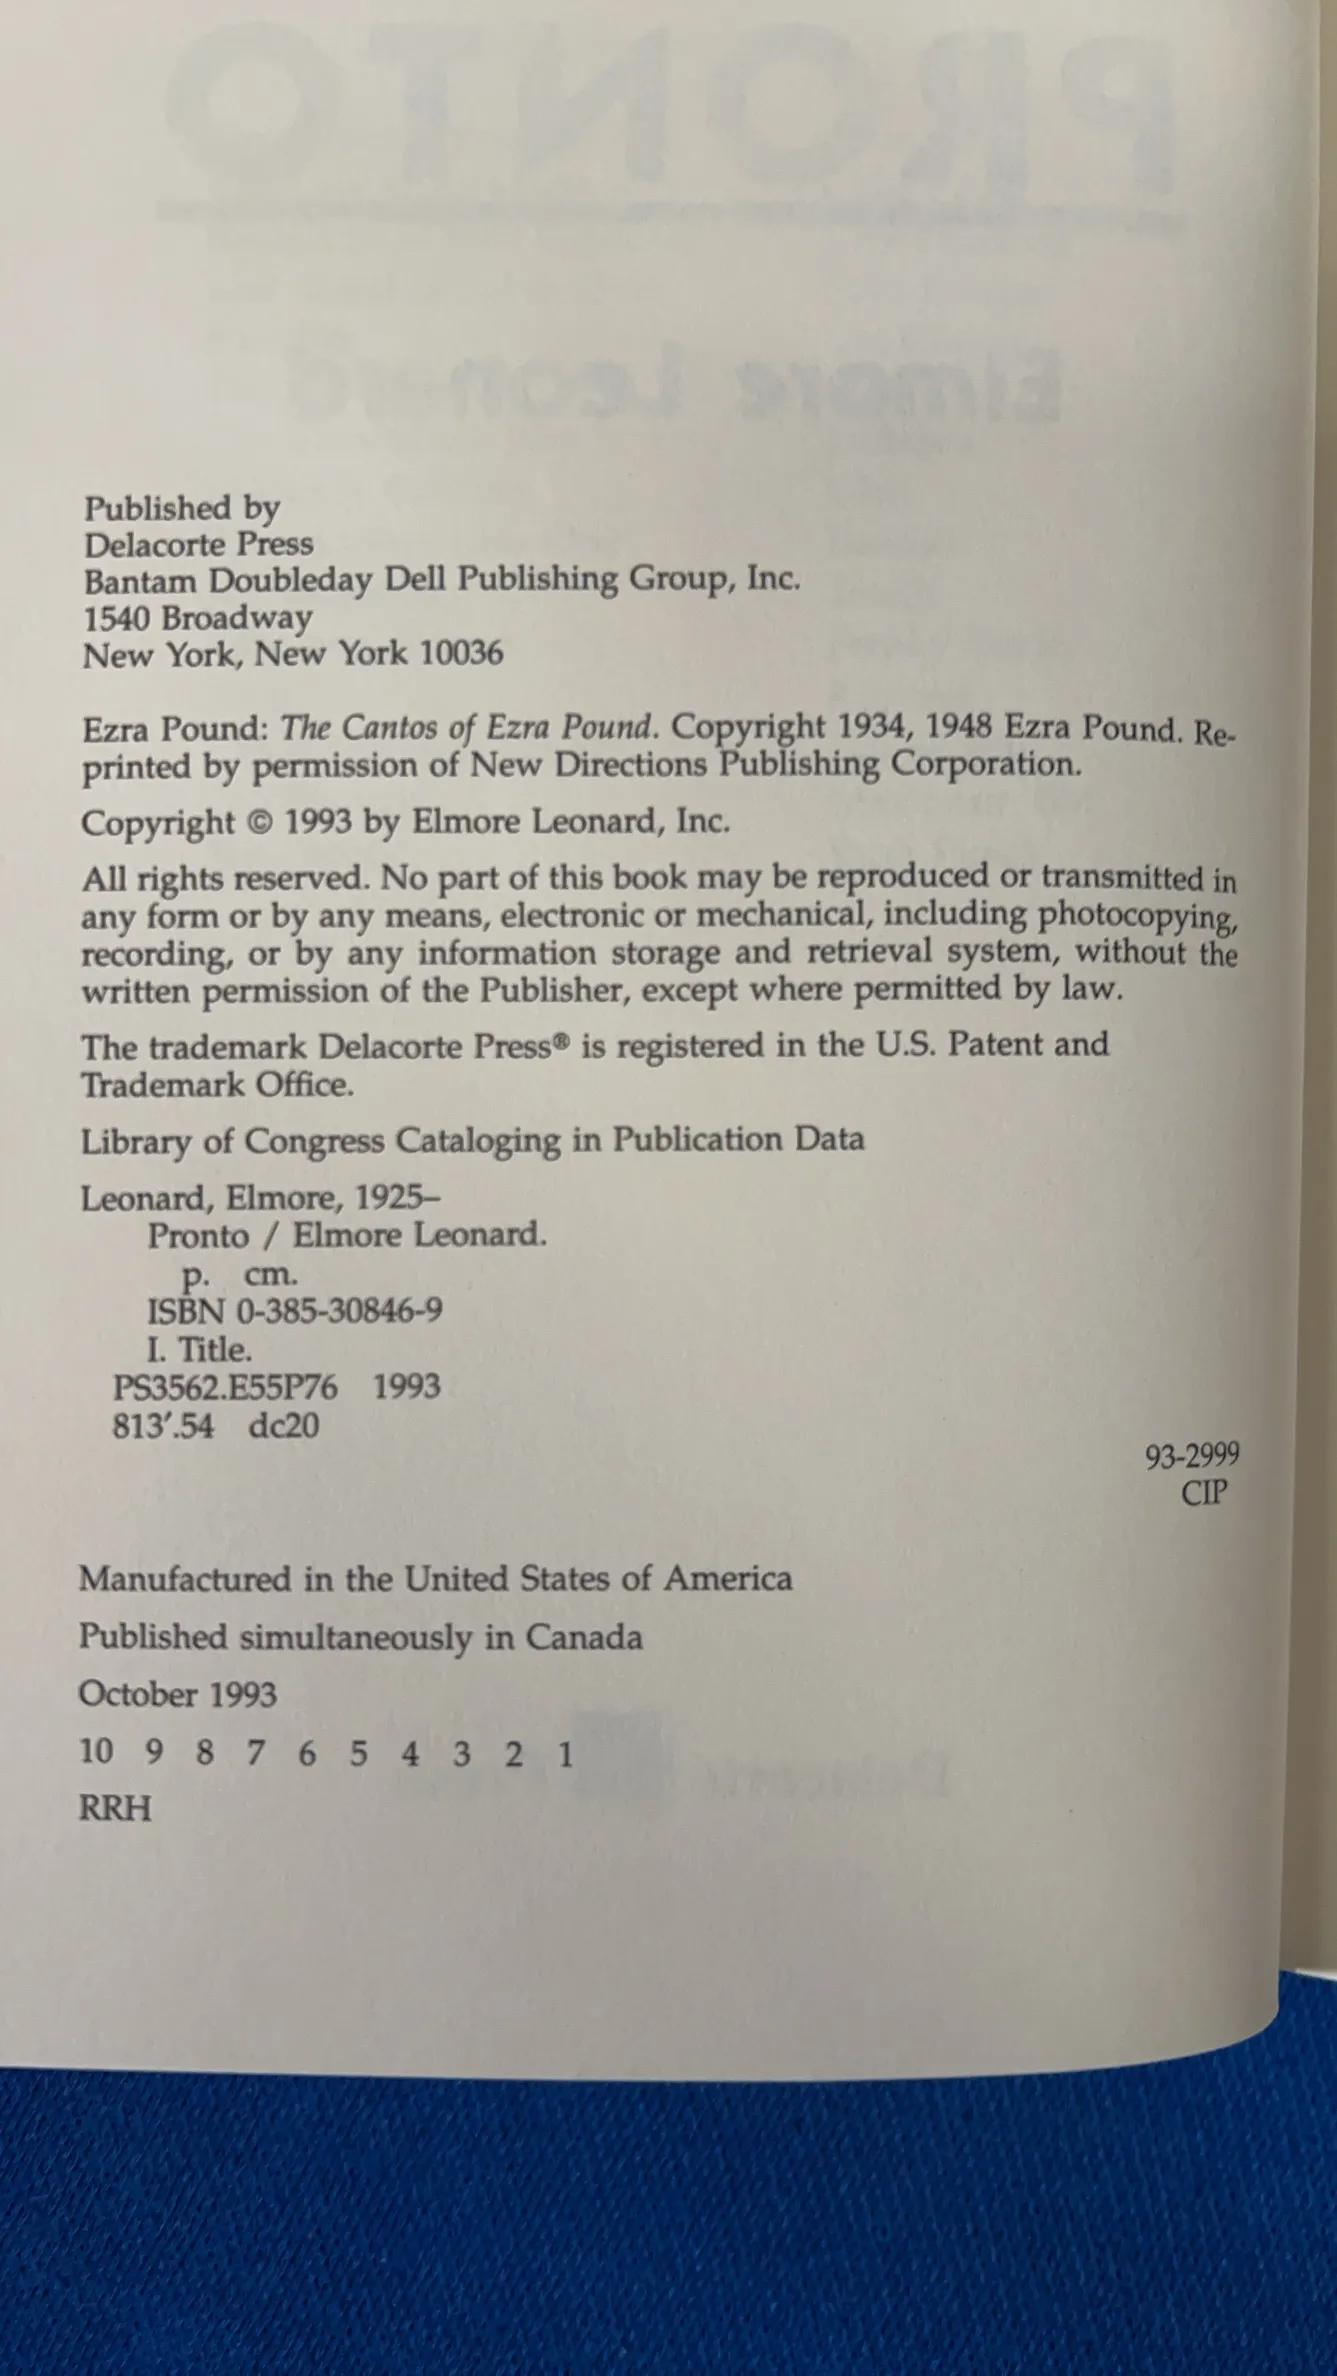 PRONTO
Elmore Leonard
Published by
Delacorte Press
Bantam Doubleday Dell Publishing Group, Inc.
1540 Broadway
New York, New York 10036
Ezra Pound: The Cantos of Ezra Pound. Copyright 1934, 1948 Ezra Pound. Re-
printed by permission of New Directions Publishing Corporation.
Copyright © 1993 by Elmore Leonard, Inc.
All rights reserved. No part of this book may be reproduced or transmitted in
any form or by any means, electronic or mechanical, including photocopying,
recording, or by any information storage and retrieval system, without the
written permission of the Publisher, except where permitted by law.
The trademark Delacorte Press® is registered in the U.S. Patent and
Trademark Office.
Library of Congress Cataloging in Publication Data
Leonard, Elmore, 1925–
Pronto / Elmore Leonard.
p. cm.
ISBN 0-385-30846-9
I. Title.
PS3562.E55P76 1993
813′.54 dc20
93-2999
CIP
Manufactured in the United States of America
Published simultaneously in Canada
October 1993
10 9 8 7 6 5 4 3 2 1
RRH